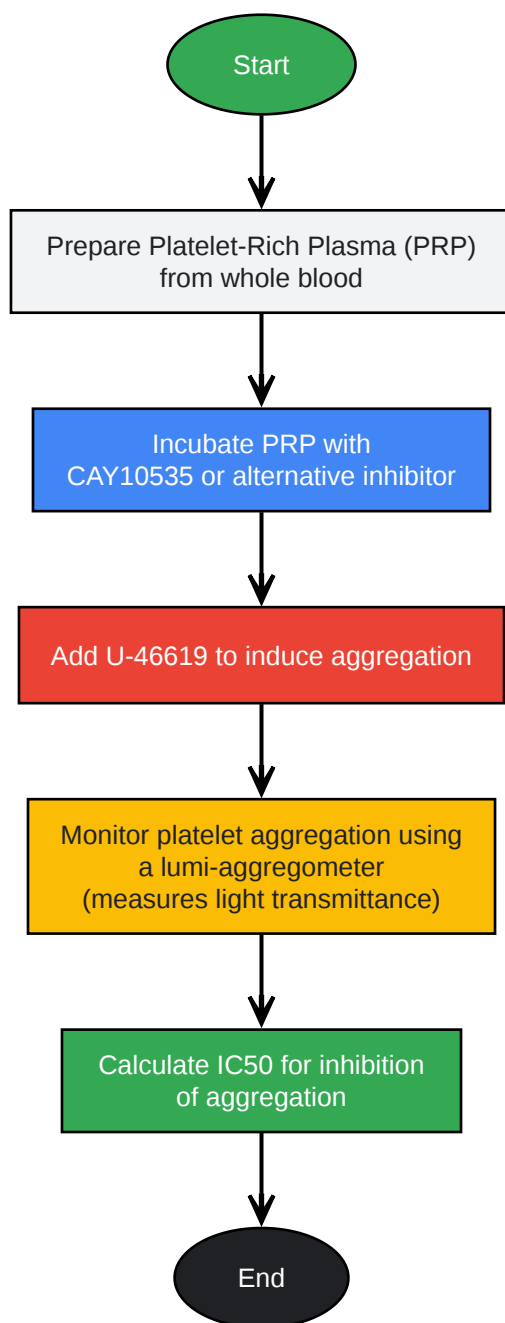 Start
Prepare Platelet-Rich Plasma (PRP)
from whole blood
Incubate PRP with
CAY10535 or alternative inhibitor
Add U-46619 to induce aggregation
Monitor platelet aggregation using
a lumi-aggregometer
(measures light transmittance)
Calculate IC50 for inhibition
of aggregation
End